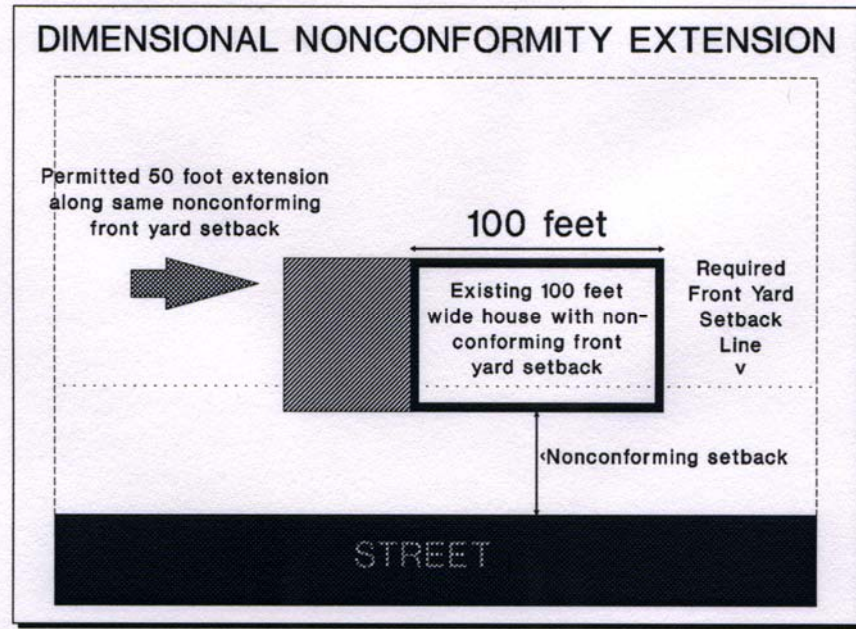 DIMENSIONAL NONCONFORMITY EXTENSION
Permitted 50 foot extension
along same nonconforming
front yard setback
100 feet
Existing 100 feet
wide house with non-
conforming front
yard setback
Required
Front Yard
Setback
Line
v
‹Nonconforming setback
STREET